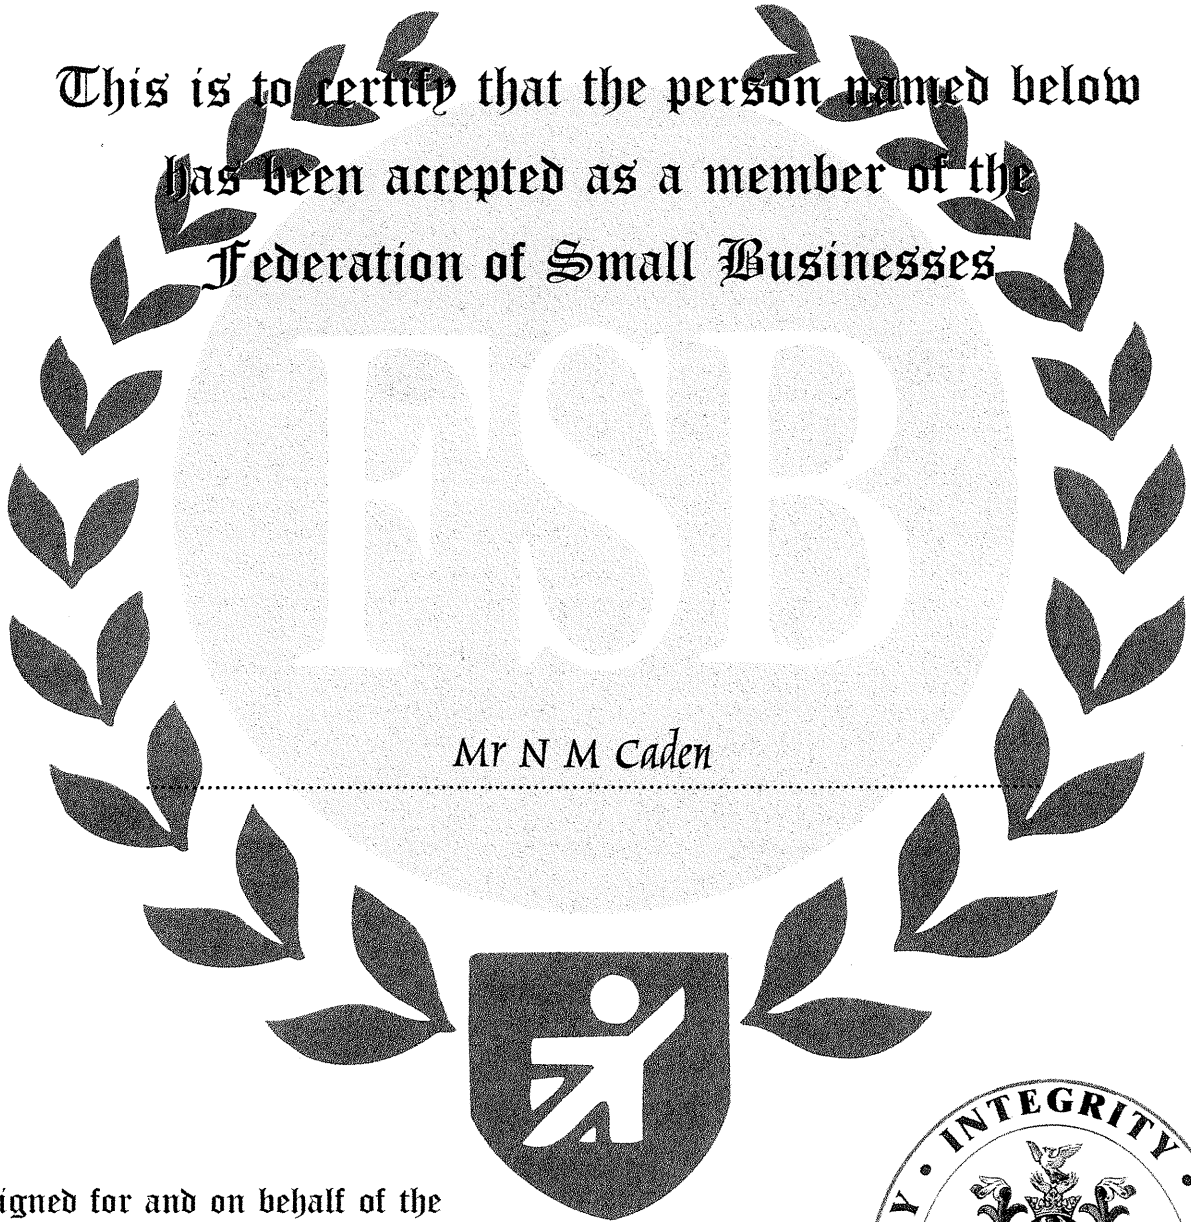 This is to certify that the person named below
has been accepted as a member of the
Federation of Small Businesses
FSB
Mr N M Caden
igned for and on behalf of the
INTEGRITY
Y